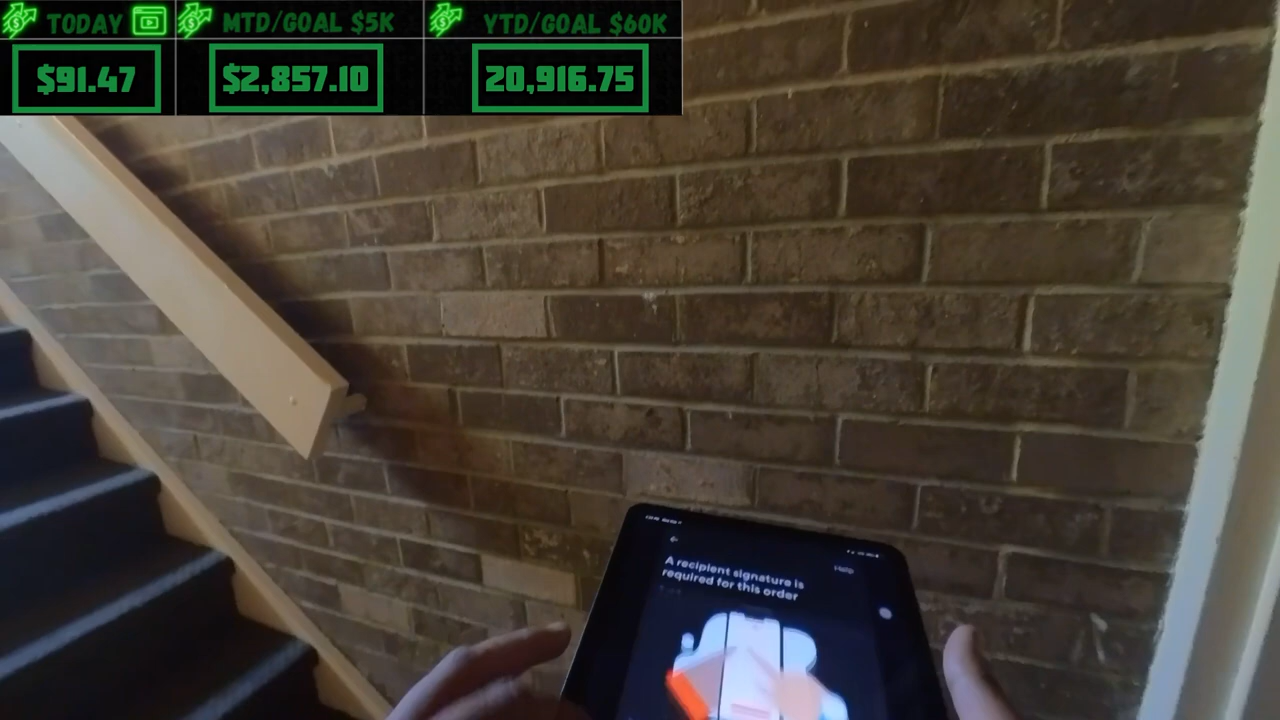 TODAY
MTD/GOAL $5K
YTD/GOAL $60K
$91.47
$2,857.10
20,916.75
Help
A recipient signature is
required for this order